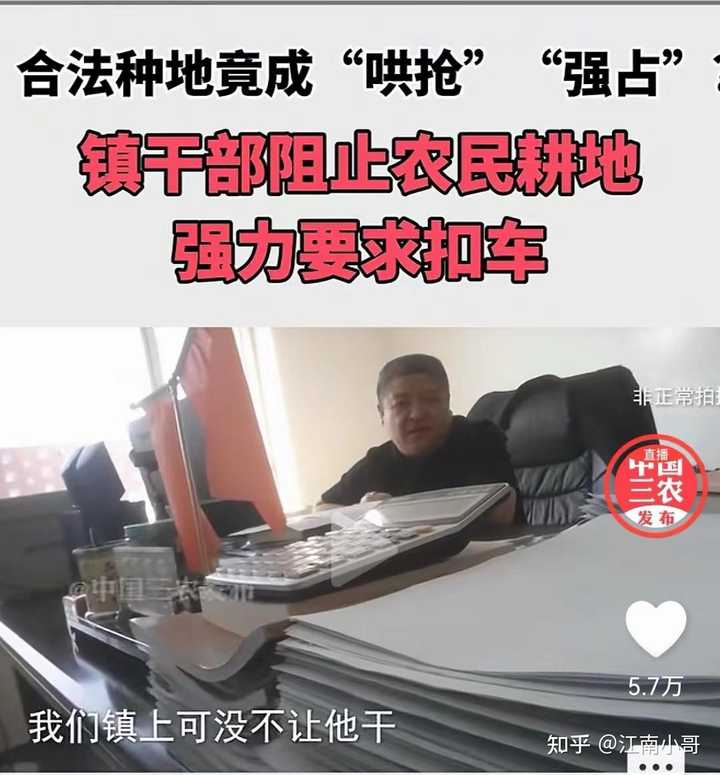 合法种地竟成“哄抢” “强占”
镇干部阻止农民耕地
强力要求扣车
非正常拍
直播
中国
三农
发布
@中国三农发布
5.7万
我们镇上可没不让他干
知乎 @江南小哥